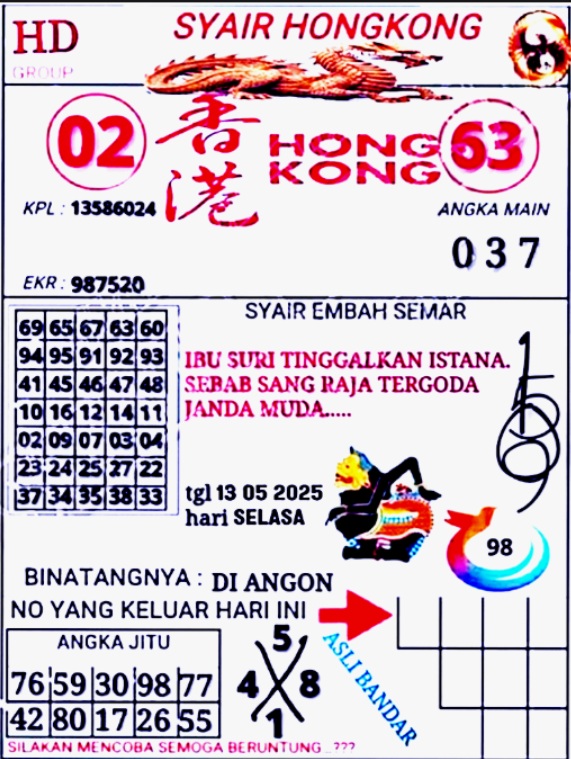 HD
GROUP
SYAIR HONGKONG
02
香港
HONG KONG
63
KPL : 13586024
ANGKA MAIN
0 3 7
EKR : 987520
SYAIR EMBAH SEMAR
69 65 67 63 60
94 95 91 92 93
41 45 46 47 48
10 16 12 14 11
02 09 07 03 04
23 24 25 27 22
37 34 35 38 33
IBU SURI TINGGALKAN ISTANA.
SEBAB SANG RAJA TERGODA
JANDA MUDA.....
tgl 13 05 2025
hari SELASA
98
BINATANGNYA : DI ANGON
NO YANG KELUAR HARI INI
ANGKA JITU
76 59 30 98 77
42 80 17 26 55
5
4 8
1
ASLI BANDAR
SILAKAN MENCOBA SEMOGA BERUNTUNG...???